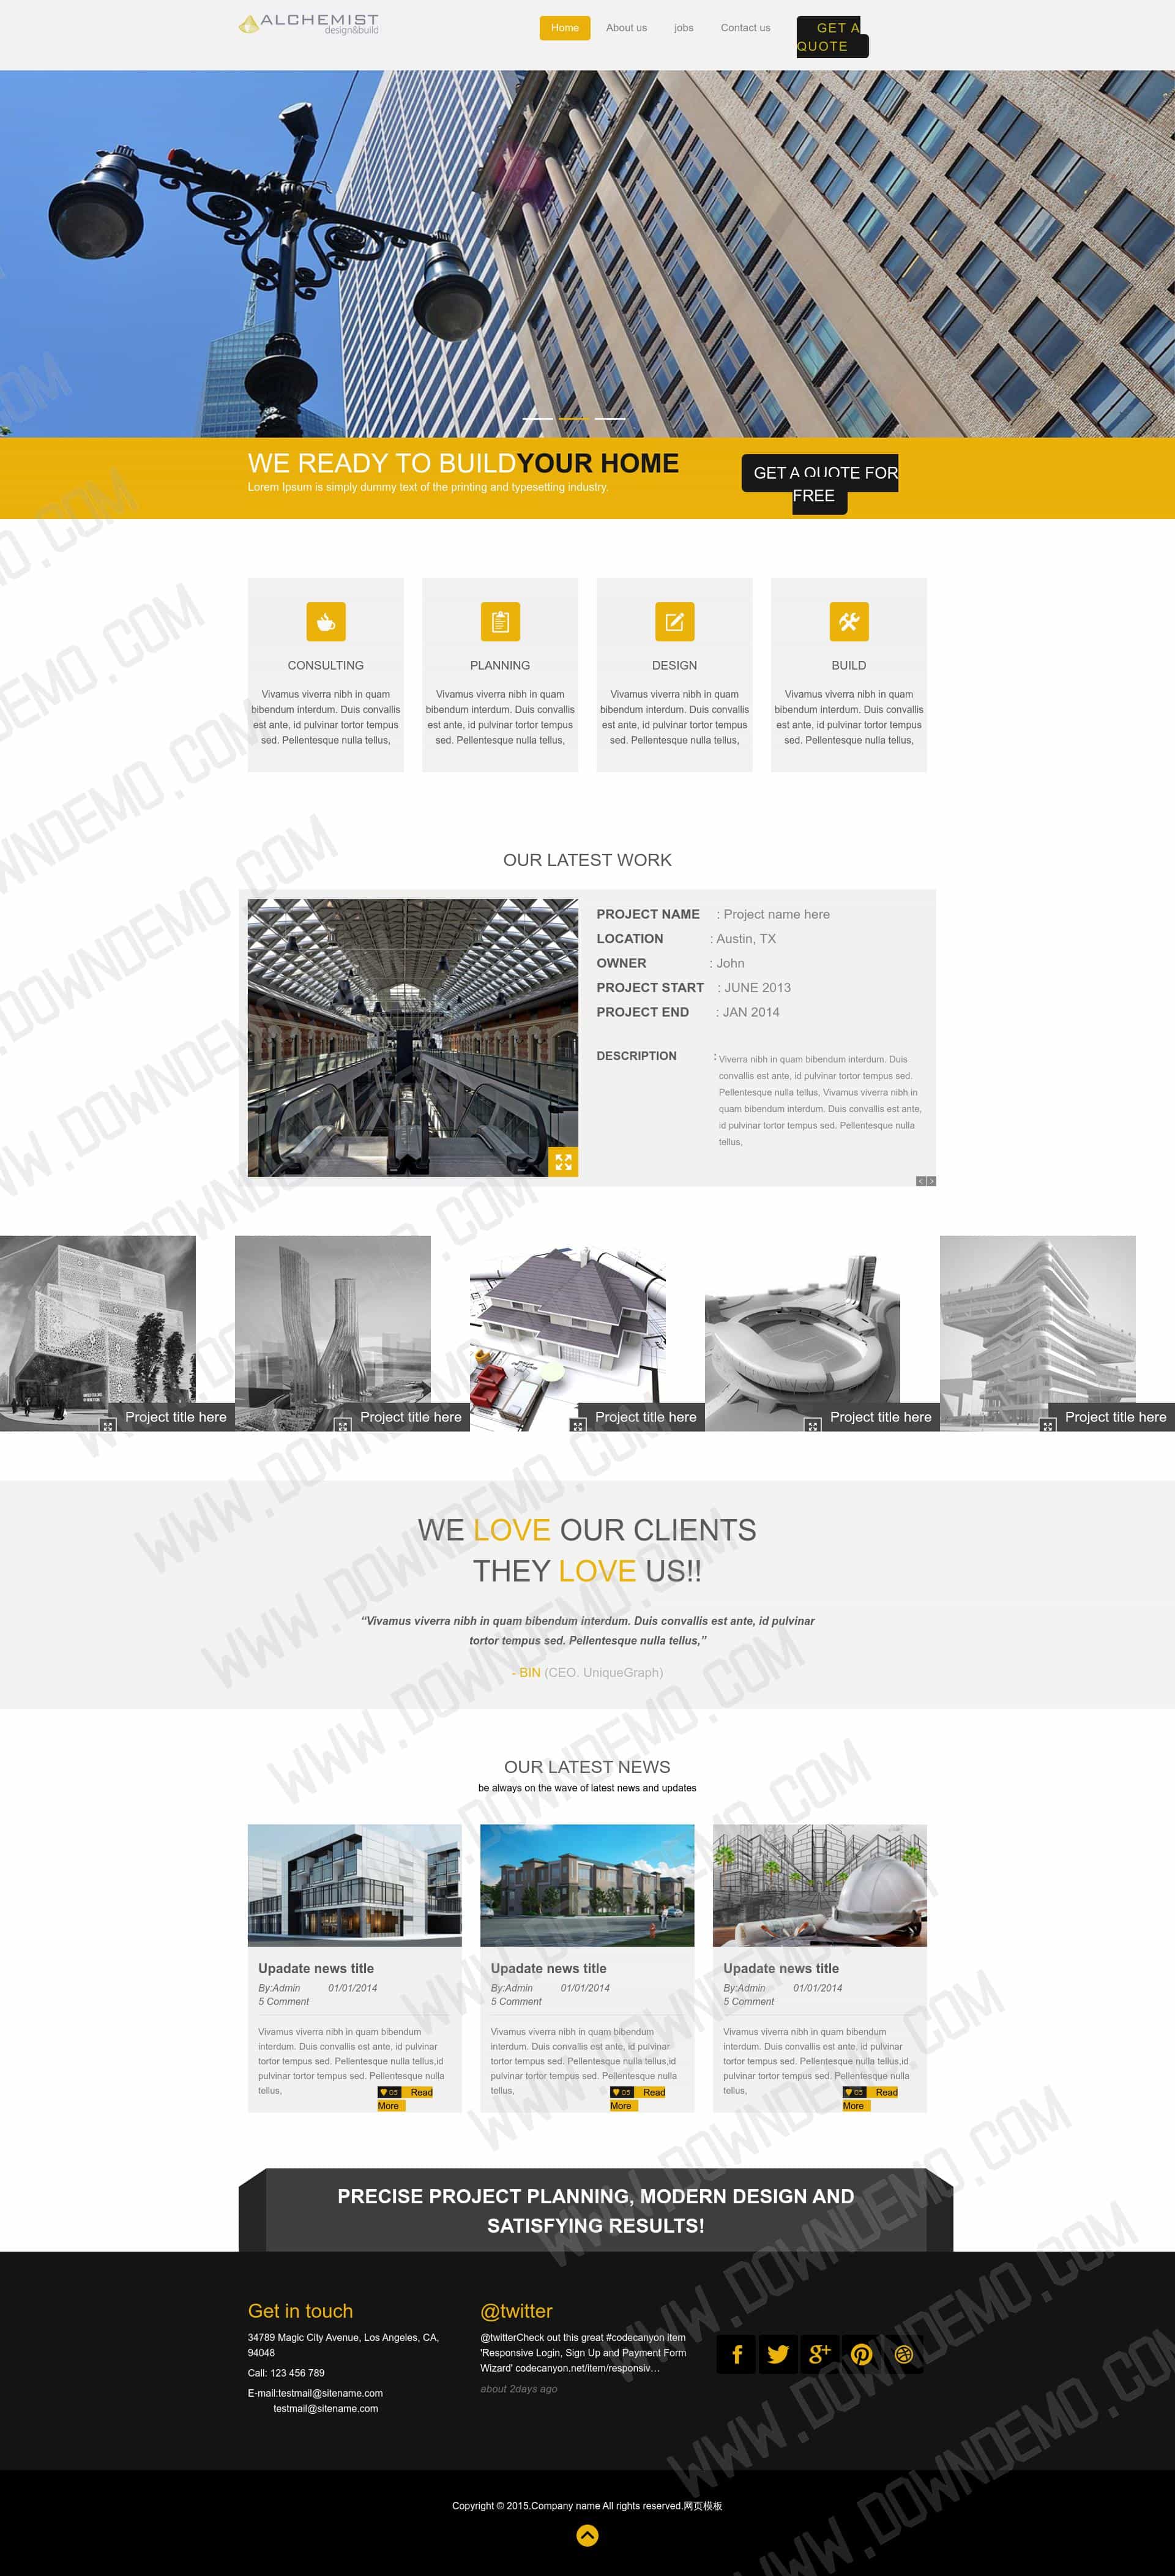 ALCHEMIST
design&build
Home
About us
jobs
Contact us
GET A
QUOTE
WE READY TO BUILDYOUR HOME
Lorem Ipsum is simply dummy text of the printing and typesetting industry.
GET A QUOTE FOR
FREE
CONSULTING
Vivamus viverra nibh in quam
bibendum interdum. Duis convallis
est ante, id pulvinar tortor tempus
sed. Pellentesque nulla tellus,
PLANNING
Vivamus viverra nibh in quam
bibendum interdum. Duis convallis
est ante, id pulvinar tortor tempus
sed. Pellentesque nulla tellus,
DESIGN
Vivamus viverra nibh in quam
bibendum interdum. Duis convallis
est ante, id pulvinar tortor tempus
sed. Pellentesque nulla tellus,
BUILD
Vivamus viverra nibh in quam
bibendum interdum. Duis convallis
est ante, id pulvinar tortor tempus
sed. Pellentesque nulla tellus,
OUR LATEST WORK
PROJECT NAME : Project name here
LOCATION : Austin, TX
OWNER : John
PROJECT START : JUNE 2013
PROJECT END : JAN 2014
DESCRIPTION : Viverra nibh in quam bibendum interdum. Duis
convallis est ante, id pulvinar tortor tempus sed.
Pellentesque nulla tellus, Vivamus viverra nibh in
quam bibendum interdum. Duis convallis est ante,
id pulvinar tortor tempus sed. Pellentesque nulla
tellus,
Project title here
Project title here
Project title here
Project title here
Project title here
WE LOVE OUR CLIENTS
THEY LOVE US!!
“Vivamus viverra nibh in quam bibendum interdum. Duis convallis est ante, id pulvinar
tortor tempus sed. Pellentesque nulla tellus,”
- BIN (CEO. UniqueGraph)
OUR LATEST NEWS
be always on the wave of latest news and updates
Upadate news title
By:Admin 01/01/2014
5 Comment
Vivamus viverra nibh in quam bibendum
interdum. Duis convallis est ante, id pulvinar
tortor tempus sed. Pellentesque nulla tellus,id
pulvinar tortor tempus sed. Pellentesque nulla
tellus,
05 Read
More
Upadate news title
By:Admin 01/01/2014
5 Comment
Vivamus viverra nibh in quam bibendum
interdum. Duis convallis est ante, id pulvinar
tortor tempus sed. Pellentesque nulla tellus,id
pulvinar tortor tempus sed. Pellentesque nulla
tellus,
05 Read
More
Upadate news title
By:Admin 01/01/2014
5 Comment
Vivamus viverra nibh in quam bibendum
interdum. Duis convallis est ante, id pulvinar
tortor tempus sed. Pellentesque nulla tellus,id
pulvinar tortor tempus sed. Pellentesque nulla
tellus,
05 Read
More
PRECISE PROJECT PLANNING, MODERN DESIGN AND
SATISFYING RESULTS!
Get in touch
34789 Magic City Avenue, Los Angeles, CA,
94048
Call: 123 456 789
E-mail:testmail@sitename.com
testmail@sitename.com
@twitter
@twitterCheck out this great #codecanyon item
'Responsive Login, Sign Up and Payment Form
Wizard' codecanyon.net/item/responsiv…
about 2days ago
Copyright © 2015.Company name All rights reserved.网页模板
WWW.DOWNDEMO.COM